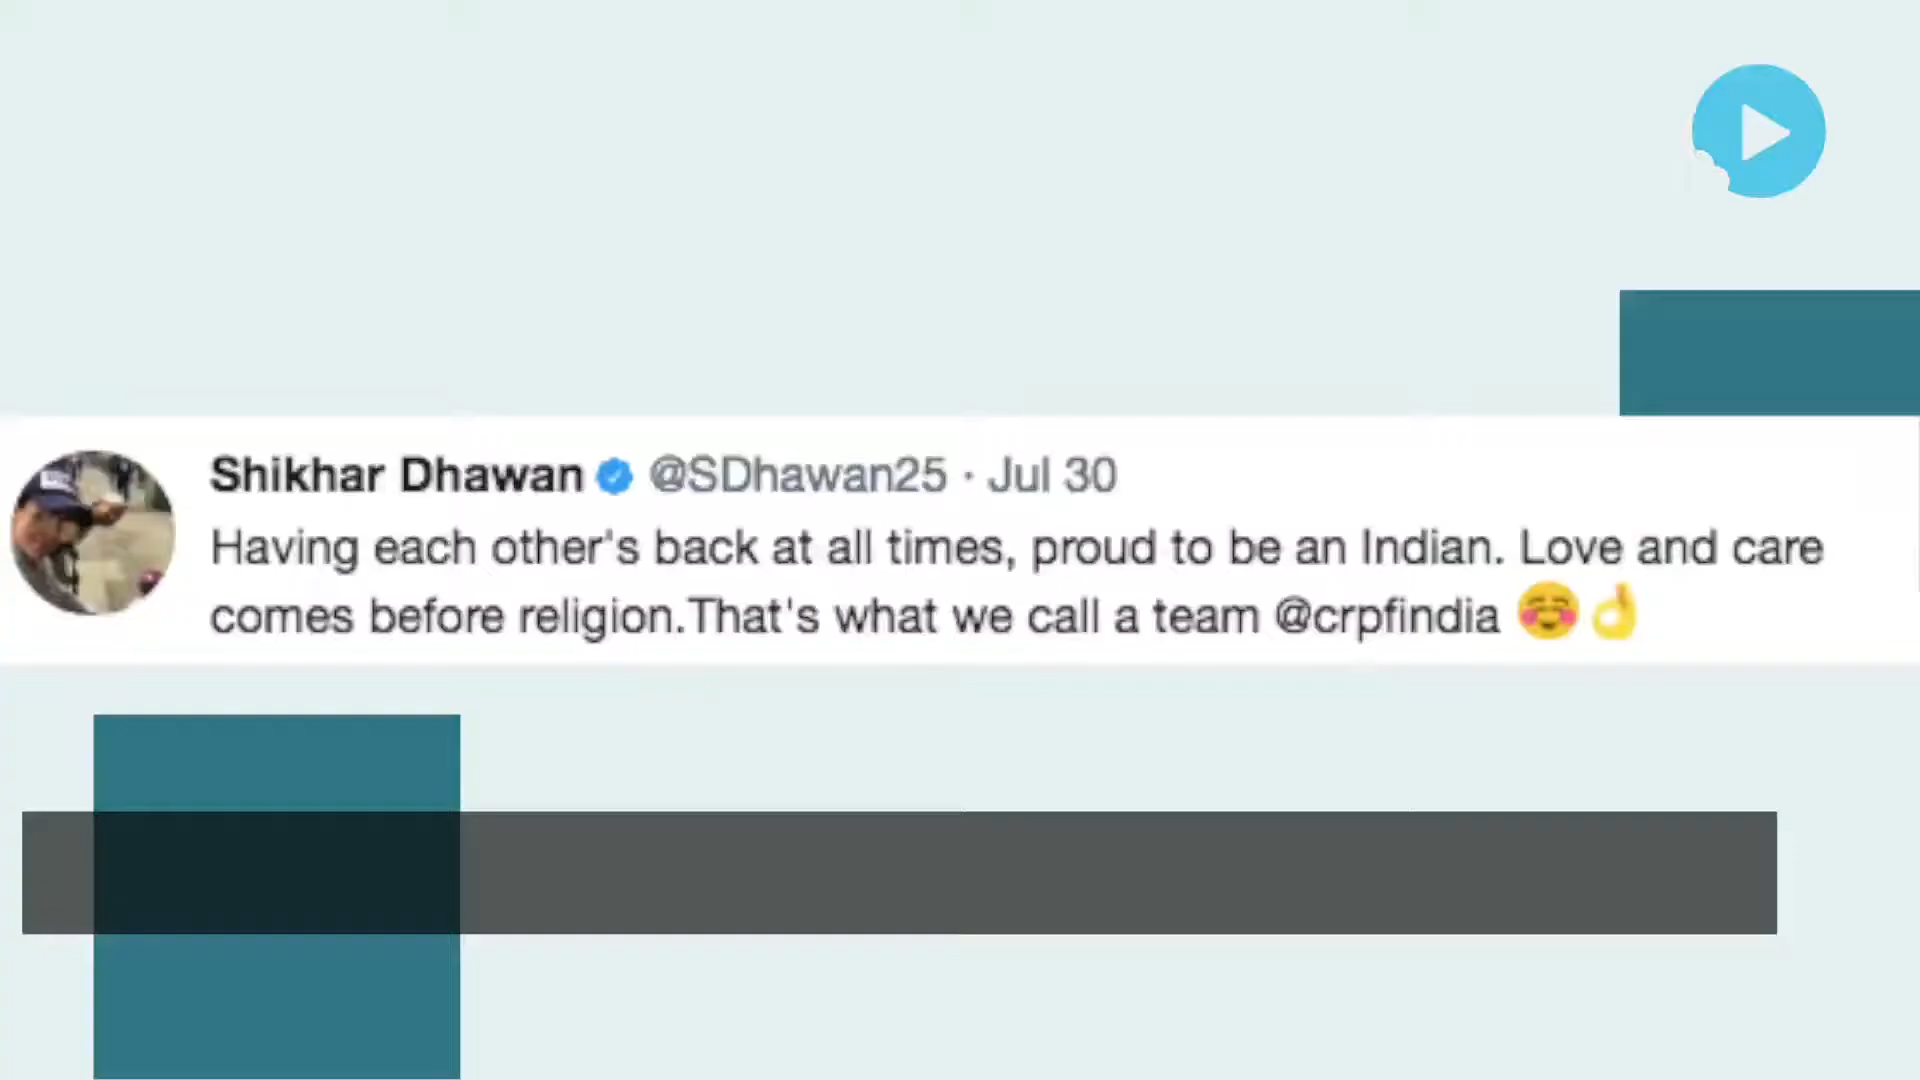 Shikhar Dhawan @SDhawan25 · Jul 30
Having each other's back at all times, proud to be an Indian. Love and care
comes before religion.That's what we call a team @crpfindia ☺️👌